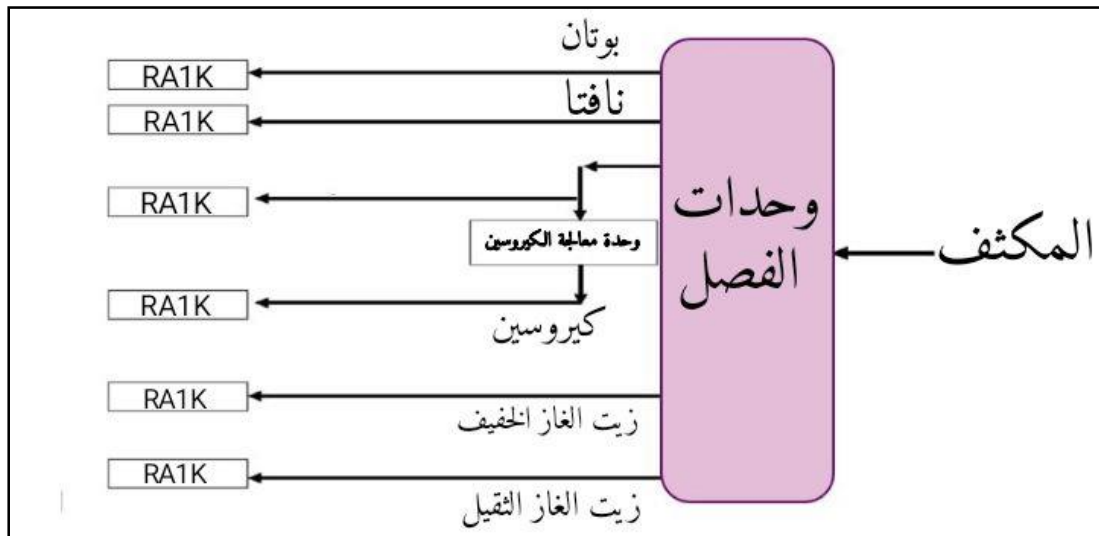 بوتان
RA1K
نافتا
RA1K
RA1K
وحدات
الفصل
المكثف
وحدة معالجة الكيروسين
RA1K
كيروسين
RA1K
زيت الغاز الخفيف
RA1K
زيت الغاز الثقيل